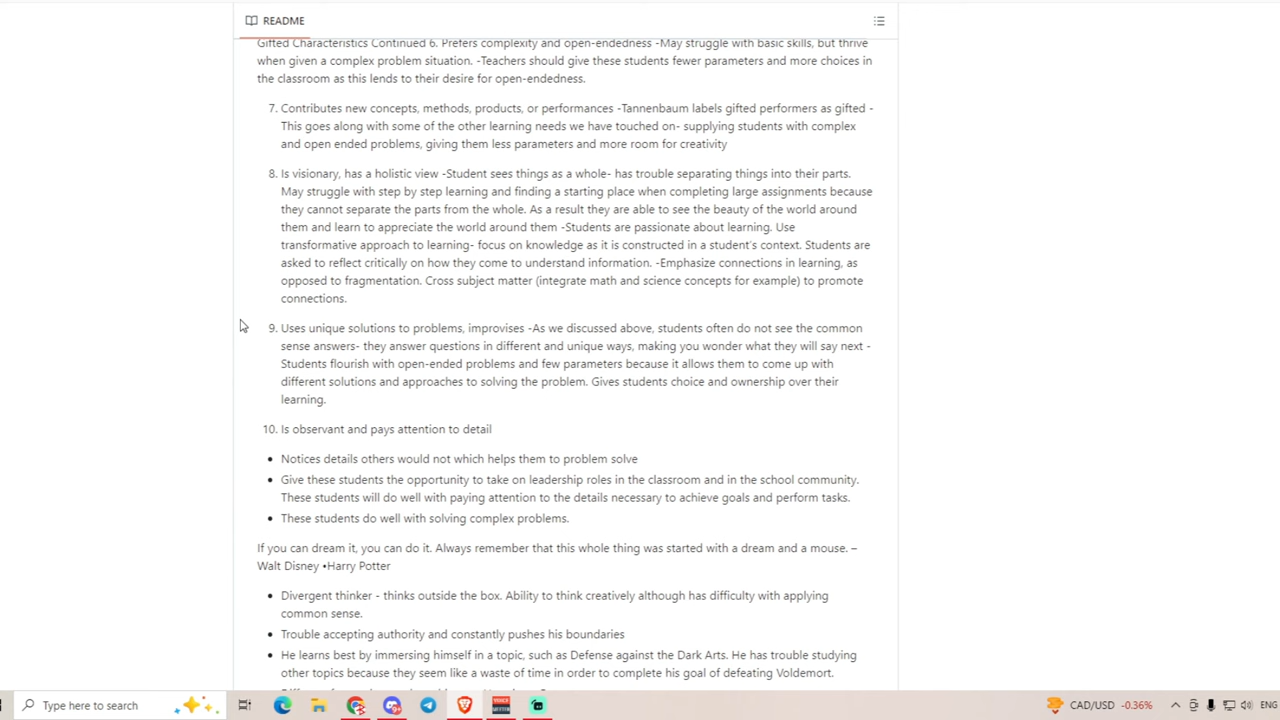 README
Gifted Characteristics Continued 6. Prefers complexity and open-endedness -May struggle with basic skills, but thrive
when given a complex problem situation. -Teachers should give these students fewer parameters and more choices in
the classroom as this lends to their desire for open-endedness.
7. Contributes new concepts, methods, products, or performances -Tannenbaum labels gifted performers as gifted -
This goes along with some of the other learning needs we have touched on- supplying students with complex
and open ended problems, giving them less parameters and more room for creativity
8. Is visionary, has a holistic view -Student sees things as a whole- has trouble separating things into their parts.
May struggle with step by step learning and finding a starting place when completing large assignments because
they cannot separate the parts from the whole. As a result they are able to see the beauty of the world around
them and learn to appreciate the world around them -Students are passionate about learning. Use
transformative approach to learning- focus on knowledge as it is constructed in a student's context. Students are
asked to reflect critically on how they come to understand information. -Emphasize connections in learning, as
opposed to fragmentation. Cross subject matter (integrate math and science concepts for example) to promote
connections.
9. Uses unique solutions to problems, improvises -As we discussed above, students often do not see the common
sense answers- they answer questions in different and unique ways, making you wonder what they will say next -
Students flourish with open-ended problems and few parameters because it allows them to come up with
different solutions and approaches to solving the problem. Gives students choice and ownership over their
learning.
10. Is observant and pays attention to detail
• Notices details others would not which helps them to problem solve
• Give these students the opportunity to take on leadership roles in the classroom and in the school community.
These students will do well with paying attention to the details necessary to achieve goals and perform tasks.
• These students do well with solving complex problems.
If you can dream it, you can do it. Always remember that this whole thing was started with a dream and a mouse. –
Walt Disney •Harry Potter
• Divergent thinker - thinks outside the box. Ability to think creatively although has difficulty with applying
common sense.
• Trouble accepting authority and constantly pushes his boundaries
• He learns best by immersing himself in a topic, such as Defense against the Dark Arts. He has trouble studying
other topics because they seem like a waste of time in order to complete his goal of defeating Voldemort.
Type here to search
CAD/USD -0.36%
ENG